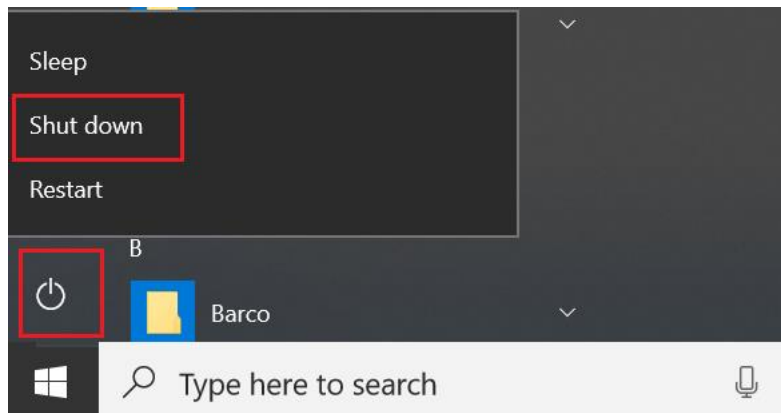 Sleep
Shut down
Restart
B
Barco
Type here to search